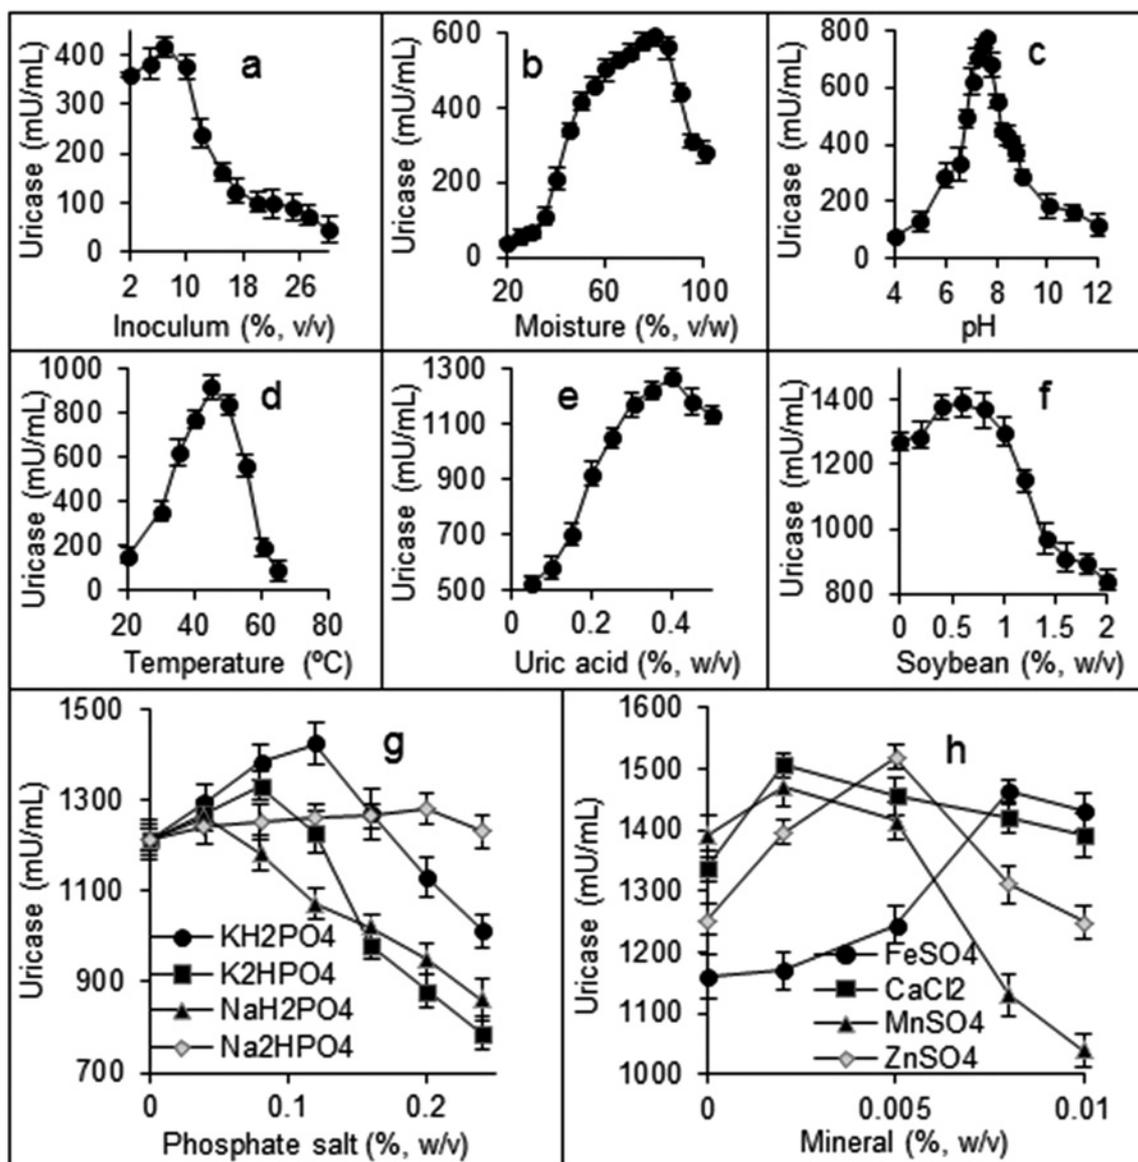 Uricase (mU/mL)
400
300
200
100
0
2 10 18 26
Inoculum (%, v/v)
a
Uricase (mU/mL)
600
400
200
0
20 60 100
Moisture (%, v/w)
b
Uricase (mU/mL)
800
600
400
200
0
4 6 8 10 12
pH
c
Uricase (mU/mL)
1000
800
600
400
200
0
20 40 60 80
Temperature (ºC)
d
Uricase (mU/mL)
1300
1100
900
700
500
0 0.2 0.4
Uric acid (%, w/v)
e
Uricase (mU/mL)
1400
1200
1000
800
0 0.5 1 1.5 2
Soybean (%, w/v)
f
Uricase (mU/mL)
1500
1300
1100
900
700
0 0.1 0.2
Phosphate salt (%, w/v)
g
KH2PO4
K2HPO4
NaH2PO4
Na2HPO4
Uricase (mU/mL)
1600
1500
1400
1300
1200
1100
1000
0 0.005 0.01
Mineral (%, w/v)
h
FeSO4
CaCl2
MnSO4
ZnSO4